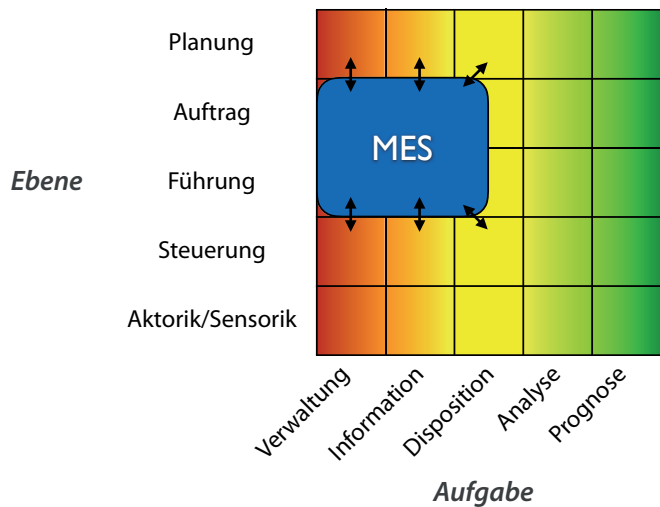 Planung
Auftrag
MES
Ebene
Führung
Steuerung
Aktorik/Sensorik
Verwaltung
Information
Disposition
Analyse
Prognose
Aufgabe